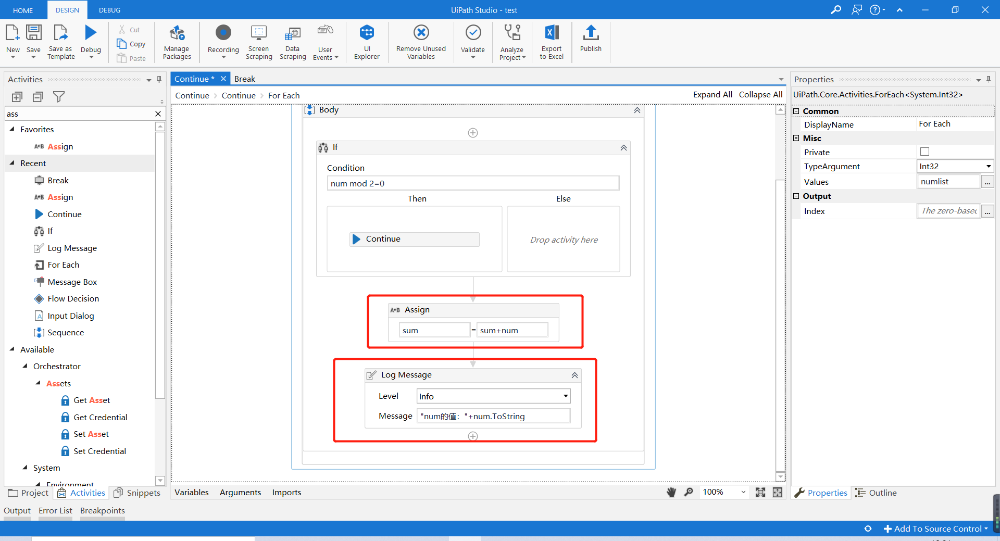 HOME DESIGN DEBUG UiPath Studio - test
New Save Save as Template Debug Cut Copy Paste Manage Packages Recording Screen Scraping Data Scraping User Events UI Explorer Remove Unused Variables Validate Analyze Project Export to Excel Publish
Activities
ass
Favorites
A←B Assign
Recent
Break
A←B Assign
Continue
If
Log Message
For Each
Message Box
Flow Decision
Input Dialog
Sequence
Available
Orchestrator
Assets
Get Asset
Get Credential
Set Asset
Set Credential
System
Environment
Project Activities Snippets
Continue * Break
Continue Continue For Each Expand All Collapse All
Body
If
Condition
num mod 2=0
Then Else
Continue Drop activity here
A←B Assign
sum = sum+num
Log Message
Level Info
Message "num的值："+num.ToString
Variables Arguments Imports 100%
Properties
UiPath.Core.Activities.ForEach<System.Int32>
Common
DisplayName For Each
Misc
Private
TypeArgument Int32
Values numlist ...
Output
Index The zero-based ...
Properties Outline
Output Error List Breakpoints
Add To Source Control